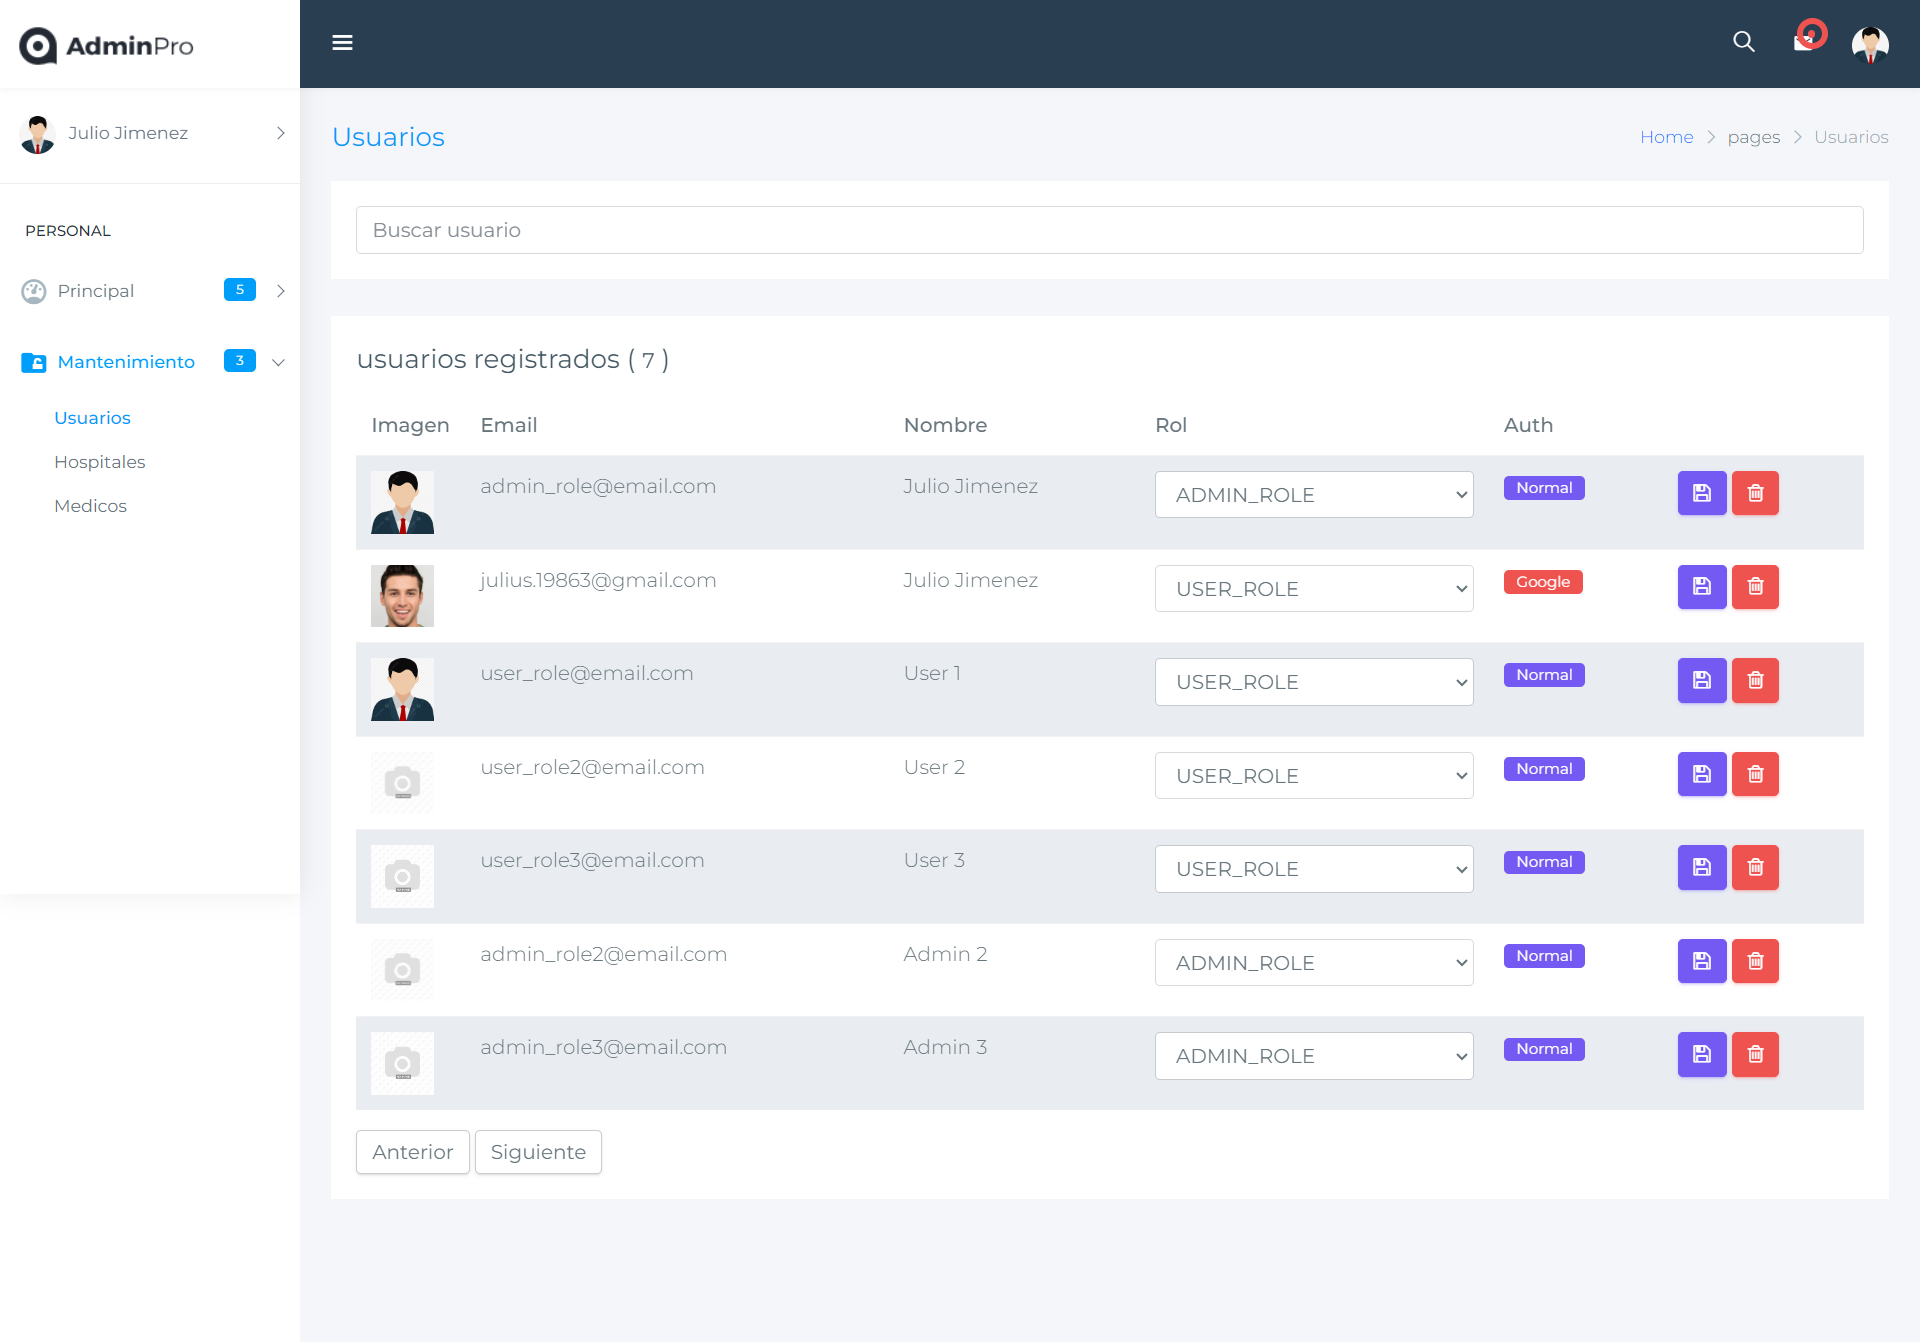 AdminPro
Julio Jimenez
PERSONAL
Principal 5
Mantenimiento 3
Usuarios
Hospitales
Medicos
Usuarios
Home pages Usuarios
Buscar usuario
usuarios registrados ( 7 )
Imagen Email Nombre Rol Auth
admin_role@email.com Julio Jimenez ADMIN_ROLE Normal
julius.19863@gmail.com Julio Jimenez USER_ROLE Google
user_role@email.com User 1 USER_ROLE Normal
user_role2@email.com User 2 USER_ROLE Normal
user_role3@email.com User 3 USER_ROLE Normal
admin_role2@email.com Admin 2 ADMIN_ROLE Normal
admin_role3@email.com Admin 3 ADMIN_ROLE Normal
Anterior Siguiente